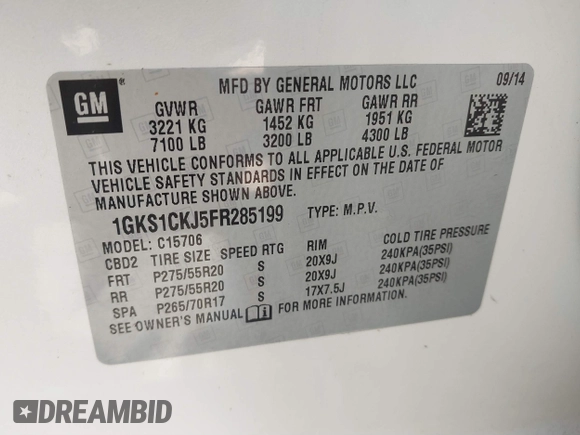 GM
MFD BY GENERAL MOTORS LLC
09/14
GVWR GAWR FRT GAWR RR
3221 KG 1452 KG 1951 KG
7100 LB 3200 LB 4300 LB
THIS VEHICLE CONFORMS TO ALL APPLICABLE U.S. FEDERAL MOTOR
VEHICLE SAFETY STANDARDS IN EFFECT ON THE DATE OF
MANUFACTURE SHOWN ABOVE.
1GKS1CKJ5FR285199 TYPE: M.P.V.
MODEL: C15706
CBD2 TIRE SIZE SPEED RTG RIM COLD TIRE PRESSURE
FRT P275/55R20 S 20X9J 240KPA(35PSI)
RR P275/55R20 S 20X9J 240KPA(35PSI)
SPA P265/70R17 S 17X7.5J 240KPA(35PSI)
SEE OWNER'S MANUAL FOR MORE INFORMATION
DREAMBID